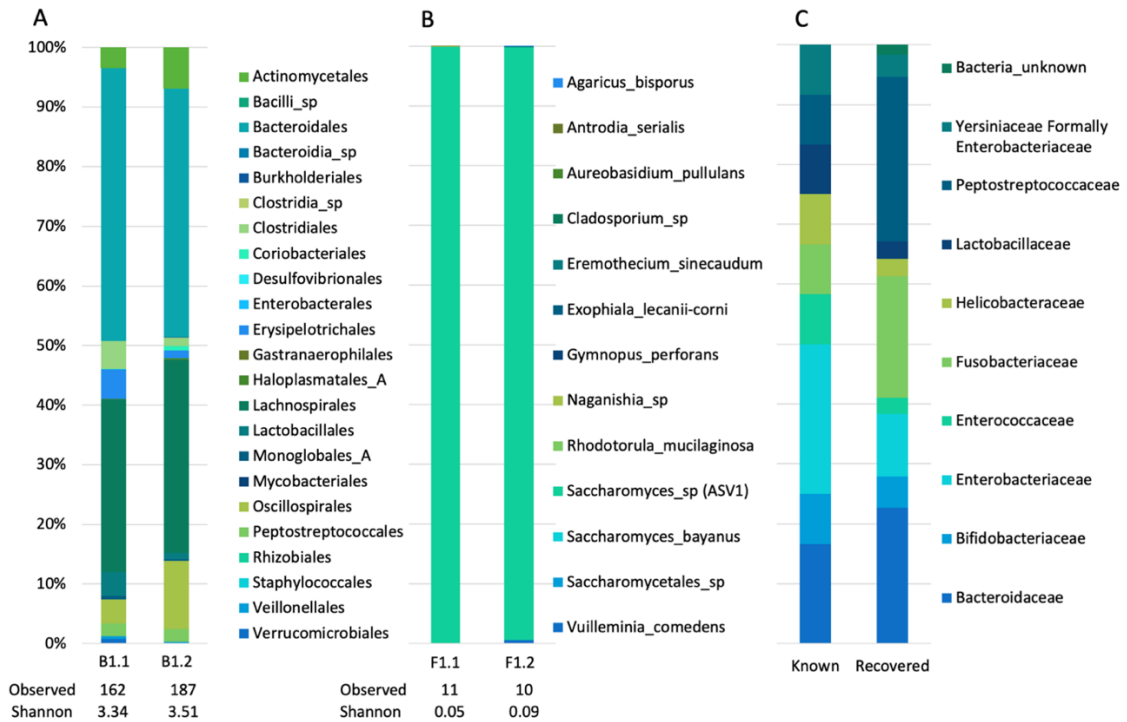 A
100%
90%
80%
70%
60%
50%
40%
30%
20%
10%
0%
B1.1 B1.2
Observed 162 187
Shannon 3.34 3.51
Actinomycetales
Bacilli_sp
Bacteroidales
Bacteroidia_sp
Burkholderiales
Clostridia_sp
Clostridiales
Coriobacteriales
Desulfovibrionales
Enterobacterales
Erysipelotrichales
Gastranaerophilales
Haloplasmatales_A
Lachnospirales
Lactobacillales
Monoglobales_A
Mycobacteriales
Oscillospirales
Peptostreptococcales
Rhizobiales
Staphylococcales
Veillonellales
Verrucomicrobiales
B
F1.1 F1.2
Observed 11 10
Shannon 0.05 0.09
Agaricus_bisporus
Antrodia_serialis
Aureobasidium_pullulans
Cladosporium_sp
Eremothecium_sinecaudum
Exophiala_lecanii-corni
Gymnopus_perforans
Naganishia_sp
Rhodotorula_mucilaginosa
Saccharomyces_sp (ASV1)
Saccharomyces_bayanus
Saccharomycetales_sp
Vuilleminia_comedens
C
Known Recovered
Bacteria_unknown
Yersiniaceae Formally
Enterobacteriaceae
Peptostreptococcaceae
Lactobacillaceae
Helicobacteraceae
Fusobacteriaceae
Enterococcaceae
Enterobacteriaceae
Bifidobacteriaceae
Bacteroidaceae